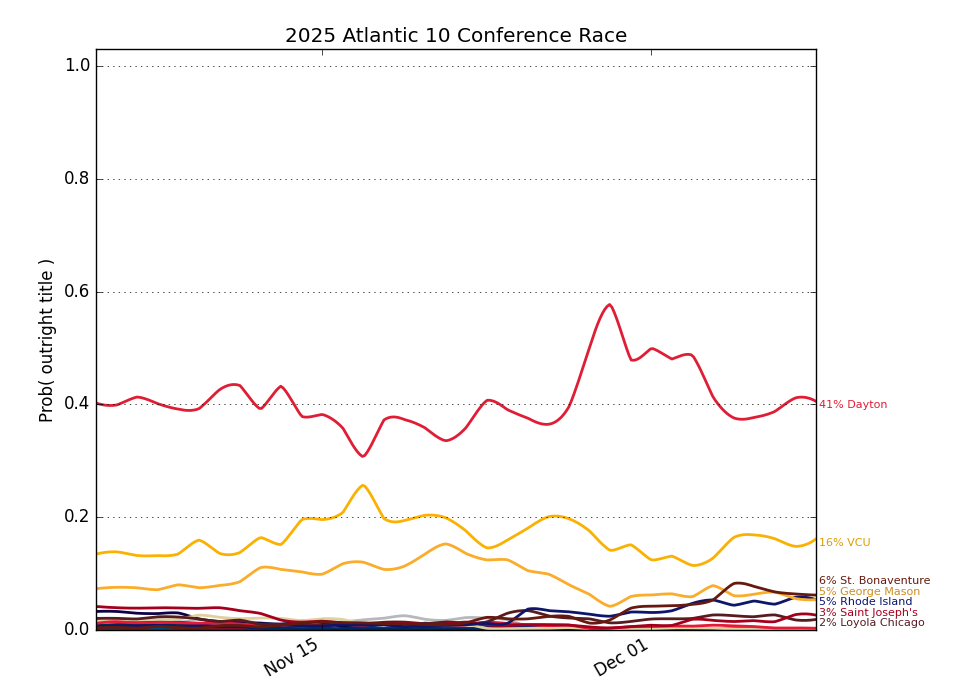 2025 Atlantic 10 Conference Race
Prob( outright title )
1.0
0.8
0.6
0.4
0.2
0.0
Nov 15
Dec 01
41% Dayton
16% VCU
6% St. Bonaventure
5% George Mason
5% Rhode Island
3% Saint Joseph's
2% Loyola Chicago